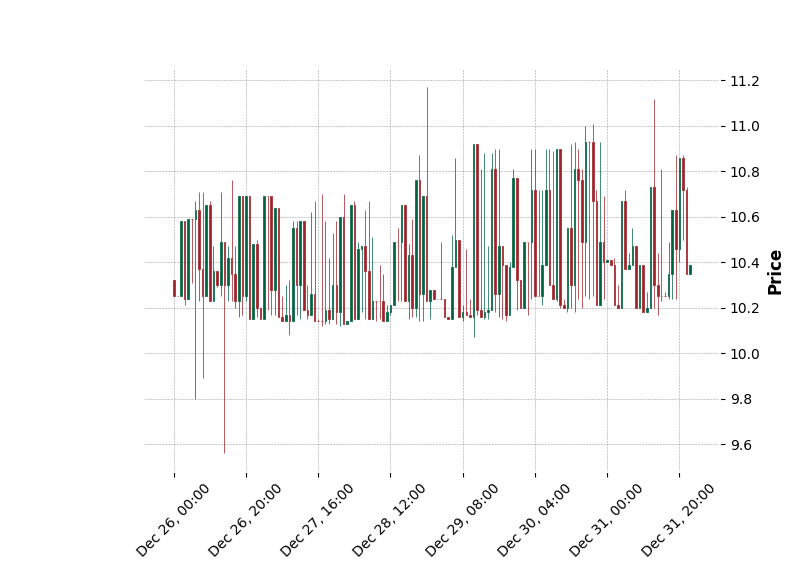 11.2
11.0
10.8
10.6
10.4
10.2
10.0
9.8
9.6
Price
Dec 26, 00:00
Dec 26, 20:00
Dec 27, 16:00
Dec 28, 12:00
Dec 29, 08:00
Dec 30, 04:00
Dec 31, 00:00
Dec 31, 20:00